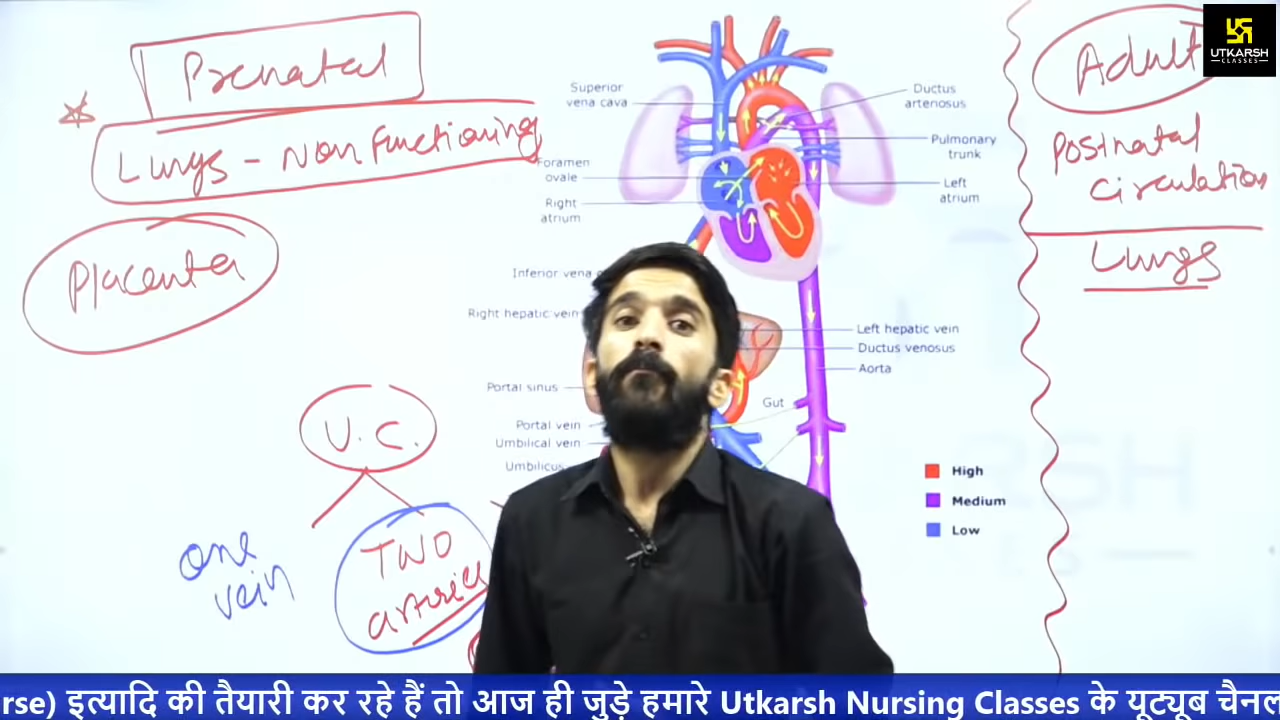 Prenatal
Lungs - Non Functioning
Placenta
U.C.
one
vein
TWO
arteries
Superior
vena cava
Foramen
ovale
Right
atrium
Inferior vena
Right hepatic vein
Portal sinus
Portal vein
Umbilical vein
Umbilicus
Ductus
arteriosus
Pulmonary
trunk
Left
atrium
Left hepatic vein
Ductus venosus
Aorta
Gut
High
Medium
Low
Adult
Postnatal
Circulation
Lungs
UTKARSH
CLASSES
rse) इत्यादि की तैयारी कर रहे हैं तो आज ही जुड़े हमारे Utkarsh Nursing Classes के यूट्यूब चैनल